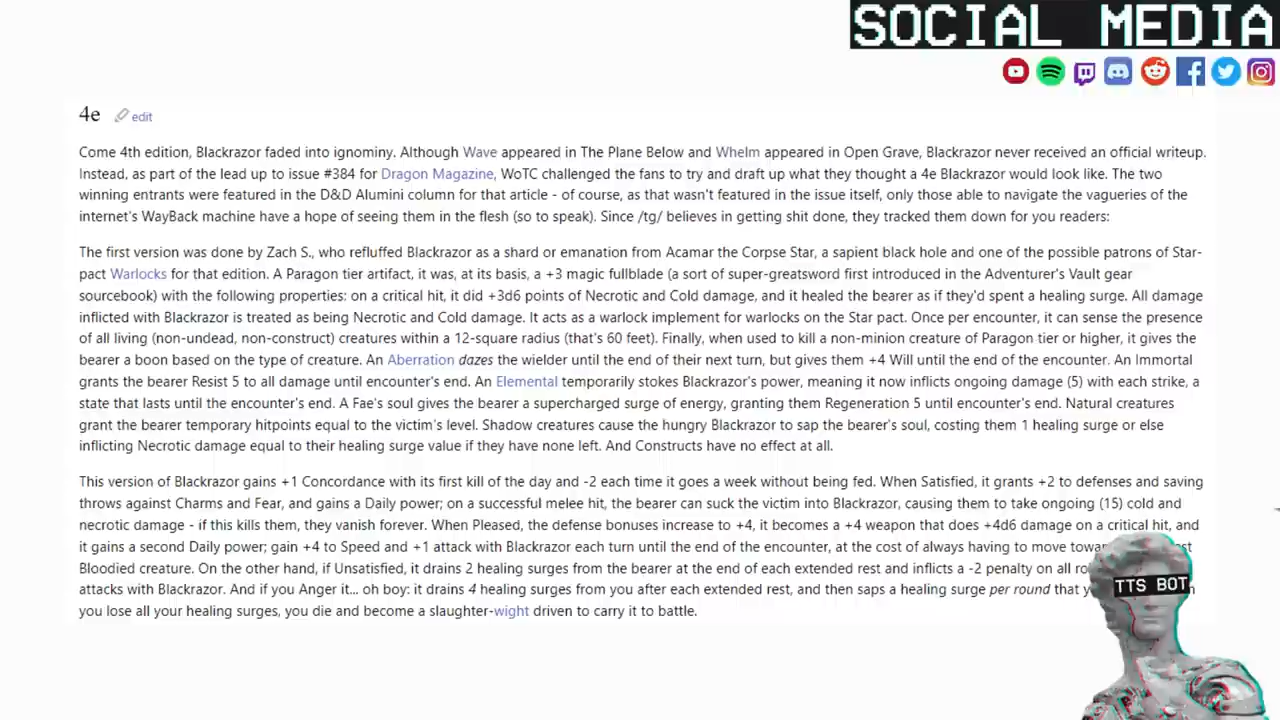 SOCIAL MEDIA
4e edit
Come 4th edition, Blackrazor faded into ignominy. Although Wave appeared in The Plane Below and Whelm appeared in Open Grave, Blackrazor never received an official writeup.
Instead, as part of the lead up to issue #384 for Dragon Magazine, WoTC challenged the fans to try and draft up what they thought a 4e Blackrazor would look like. The two
winning entrants were featured in the D&D Alumini column for that article - of course, as that wasn't featured in the issue itself, only those able to navigate the vagueries of the
internet's WayBack machine have a hope of seeing them in the flesh (so to speak). Since /tg/ believes in getting shit done, they tracked them down for you readers:
The first version was done by Zach S., who refluffed Blackrazor as a shard or emanation from Acamar the Corpse Star, a sapient black hole and one of the possible patrons of Star-
pact Warlocks for that edition. A Paragon tier artifact, it was, at its basis, a +3 magic fullblade (a sort of super-greatsword first introduced in the Adventurer's Vault gear
sourcebook) with the following properties: on a critical hit, it did +3d6 points of Necrotic and Cold damage, and it healed the bearer as if they'd spent a healing surge. All damage
inflicted with Blackrazor is treated as being Necrotic and Cold damage. It acts as a warlock implement for warlocks on the Star pact. Once per encounter, it can sense the presence
of all living (non-undead, non-construct) creatures within a 12-square radius (that's 60 feet). Finally, when used to kill a non-minion creature of Paragon tier or higher, it gives the
bearer a boon based on the type of creature. An Aberration dazes the wielder until the end of their next turn, but gives them +4 Will until the end of the encounter. An Immortal
grants the bearer Resist 5 to all damage until encounter's end. An Elemental temporarily stokes Blackrazor's power, meaning it now inflicts ongoing damage (5) with each strike, a
state that lasts until the encounter's end. A Fae's soul gives the bearer a supercharged surge of energy, granting them Regeneration 5 until encounter's end. Natural creatures
grant the bearer temporary hitpoints equal to the victim's level. Shadow creatures cause the hungry Blackrazor to sap the bearer's soul, costing them 1 healing surge or else
inflicting Necrotic damage equal to their healing surge value if they have none left. And Constructs have no effect at all.
This version of Blackrazor gains +1 Concordance with its first kill of the day and -2 each time it goes a week without being fed. When Satisfied, it grants +2 to defenses and saving
throws against Charms and Fear, and gains a Daily power; on a successful melee hit, the bearer can suck the victim into Blackrazor, causing them to take ongoing (15) cold and
necrotic damage - if this kills them, they vanish forever. When Pleased, the defense bonuses increase to +4, it becomes a +4 weapon that does +4d6 damage on a critical hit, and
it gains a second Daily power; gain +4 to Speed and +1 attack with Blackrazor each turn until the end of the encounter, at the cost of always having to move
Bloodied creature. On the other hand, if Unsatisfied, it drains 2 healing surges from the bearer at the end of each extended rest and inflicts a -2 penalty on all
attacks with Blackrazor. And if you Anger it... oh boy: it drains 4 healing surges from you after each extended rest, and then saps a healing surge per round that
you lose all your healing surges, you die and become a slaughter-wight driven to carry it to battle.
TTS BOT